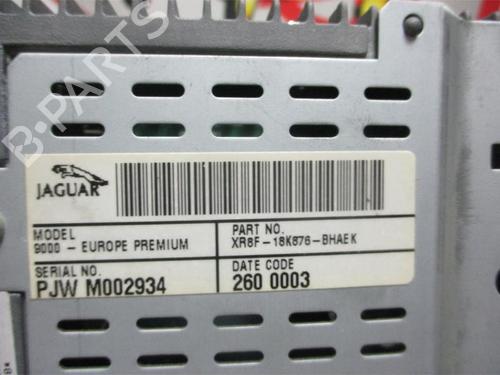 B-PARTS
JAGUAR
MODEL
9000 - EUROPE PREMIUM
PART NO.
XR8F-18K876-BHAEK
SERIAL NO.
PJW M002934
DATE CODE
260 0003